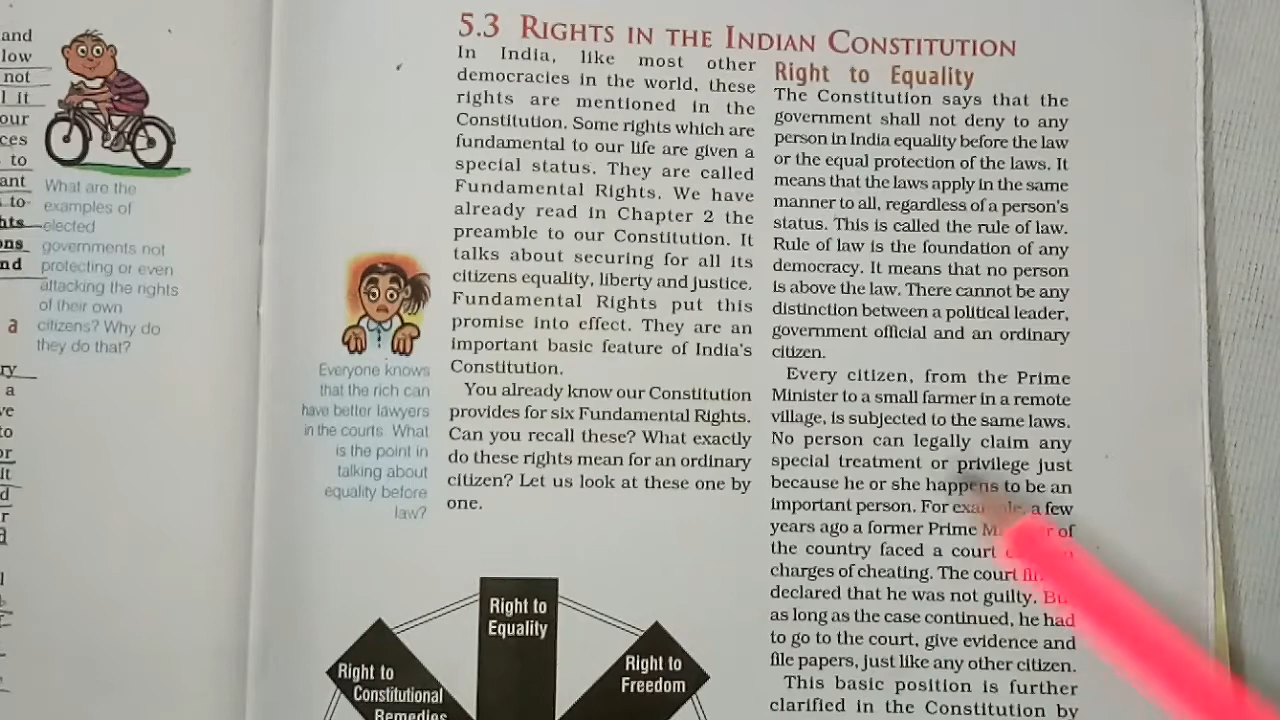 and
low
not
l it
our
ces
to
ant
to
hts
ons
nd
a
ry
a
ve
to
or
it
d
r
What are the
examples of
elected
governments not
protecting or even
attacking the rights
of their own
citizens? Why do
they do that?
5.3 RIGHTS IN THE INDIAN CONSTITUTION
In India, like most other
democracies in the world, these
rights are mentioned in the
Constitution. Some rights which are
fundamental to our life are given a
special status. They are called
Fundamental Rights. We have
already read in Chapter 2 the
preamble to our Constitution. It
talks about securing for all its
citizens equality, liberty and justice.
Fundamental Rights put this
promise into effect. They are an
important basic feature of India's
Constitution.
You already know our Constitution
provides for six Fundamental Rights.
Can you recall these? What exactly
do these rights mean for an ordinary
citizen? Let us look at these one by
one.
Everyone knows
that the rich can
have better lawyers
in the courts. What
is the point in
talking about
equality before
law?
Right to
Equality
Right to
Constitutional
Remedies
Right to
Freedom
Right to Equality
The Constitution says that the
government shall not deny to any
person in India equality before the law
or the equal protection of the laws. It
means that the laws apply in the same
manner to all, regardless of a person's
status. This is called the rule of law.
Rule of law is the foundation of any
democracy. It means that no person
is above the law. There cannot be any
distinction between a political leader,
government official and an ordinary
citizen.
Every citizen, from the Prime
Minister to a small farmer in a remote
village, is subjected to the same laws.
No person can legally claim any
special treatment or privilege just
because he or she happens to be an
important person. For example, a few
years ago a former Prime of
the country faced a court
charges of cheating. The court
declared that he was not guilty. But
as long as the case continued, he had
to go to the court, give evidence and
file papers, just like any other citizen.
This basic position is further
clarified in the Constitution by